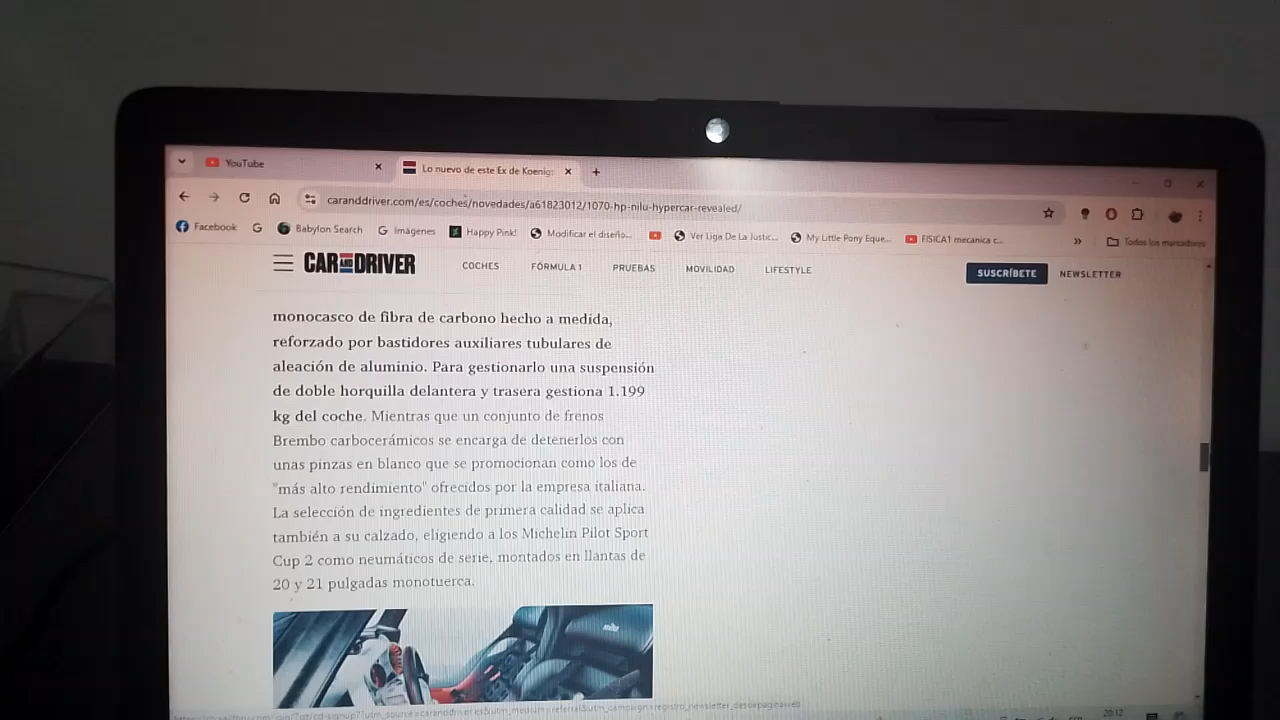 YouTube
Lo nuevo de este Ex de Koenig:
caranddriver.com/es/coches/novedades/a61823012/1070-hp-nilu-hypercar-revealed/
Facebook
Babylon Search
Imágenes
Happy Pink!
Modificar el diseño...
Ver Liga De La Justic...
My Little Pony Eque...
FISICA1 mecanica c...
»
Todos los marcadores
CAR AND DRIVER
COCHES
FÓRMULA 1
PRUEBAS
MOVILIDAD
LIFESTYLE
SUSCRÍBETE
NEWSLETTER
monocasco de fibra de carbono hecho a medida,
reforzado por bastidores auxiliares tubulares de
aleación de aluminio. Para gestionarlo una suspensión
de doble horquilla delantera y trasera gestiona 1.199
kg del coche. Mientras que un conjunto de frenos
Brembo carbocerámicos se encarga de detenerlos con
unas pinzas en blanco que se promocionan como los de
"más alto rendimiento" ofrecidos por la empresa italiana.
La selección de ingredientes de primera calidad se aplica
también a su calzado, eligiendo a los Michelin Pilot Sport
Cup 2 como neumáticos de serie, montados en llantas de
20 y 21 pulgadas monotuerca.
nilu
20:12